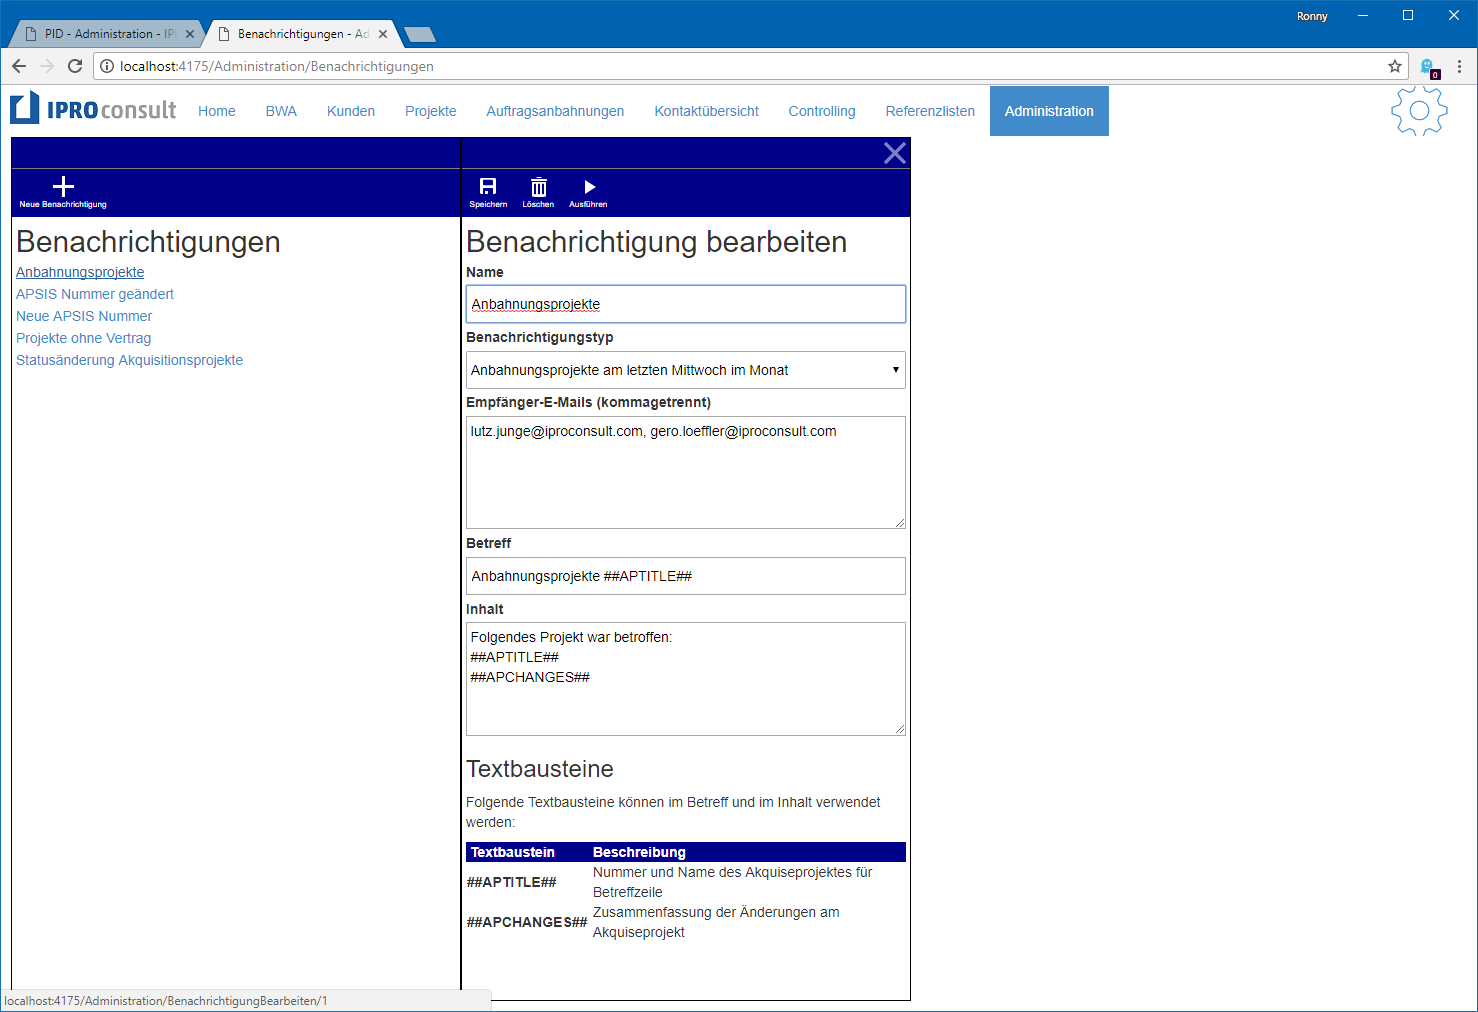 Ronny
PID - Administration - IP
Benachrichtigungen - Ad
localhost:4175/Administration/Benachrichtigungen
0
IPROconsult
Home
BWA
Kunden
Projekte
Auftragsanbahnungen
Kontaktübersicht
Controlling
Referenzlisten
Administration
Neue Benachrichtigung
Speichern
Löschen
Ausführen
Benachrichtigungen
Anbahnungsprojekte
APSIS Nummer geändert
Neue APSIS Nummer
Projekte ohne Vertrag
Statusänderung Akquisitionsprojekte
Benachrichtigung bearbeiten
Name
Anbahnungsprojekte
Benachrichtigungstyp
Anbahnungsprojekte am letzten Mittwoch im Monat
Empfänger-E-Mails (kommagetrennt)
lutz.junge@iproconsult.com, gero.loeffler@iproconsult.com
Betreff
Anbahnungsprojekte ##APTITLE##
Inhalt
Folgendes Projekt war betroffen:
##APTITLE##
##APCHANGES##
Textbausteine
Folgende Textbausteine können im Betreff und im Inhalt verwendet
werden:
Textbaustein Beschreibung
##APTITLE## Nummer und Name des Akquiseprojektes für
Betreffzeile
##APCHANGES## Zusammenfassung der Änderungen am
Akquiseprojekt
localhost:4175/Administration/BenachrichtigungBearbeiten/1